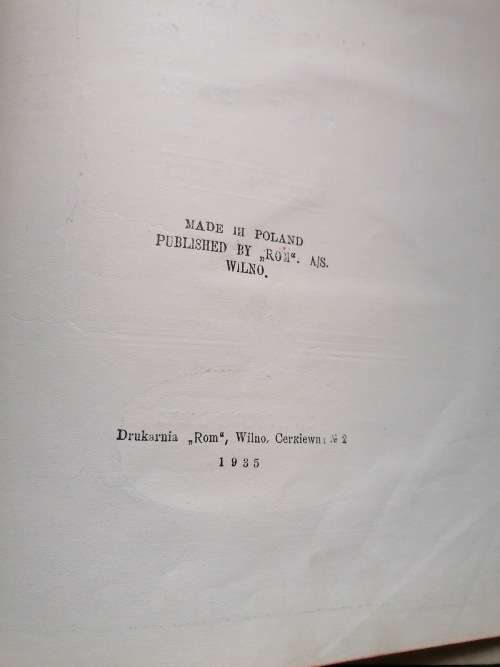 MADE IN POLAND
PUBLISHED BY „ROM“. A/S.
WILNO.
Drukarnia „Rom“, Wilno, Cerkiewna № 2
1935